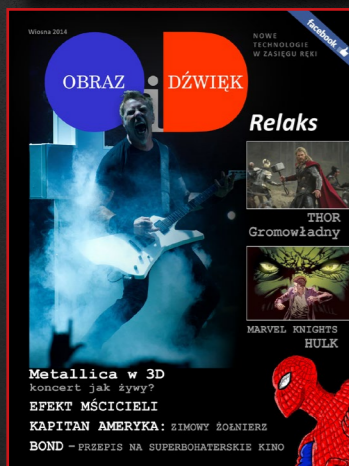 Wiosna 2014
facebook
NOWE
TECHNOLOGIE
W ZASIĘGU RĘKI
OBRAZ i DŹWIĘK
Relaks
THOR
Gromowładny
MARVEL KNIGHTS
HULK
Metallica w 3D
koncert jak żywy?
EFEKT MŚCICIELI
KAPITAN AMERYKA: ZIMOWY ŻOŁNIERZ
BOND – PRZEPIS NA SUPERBOHATERSKIE KINO